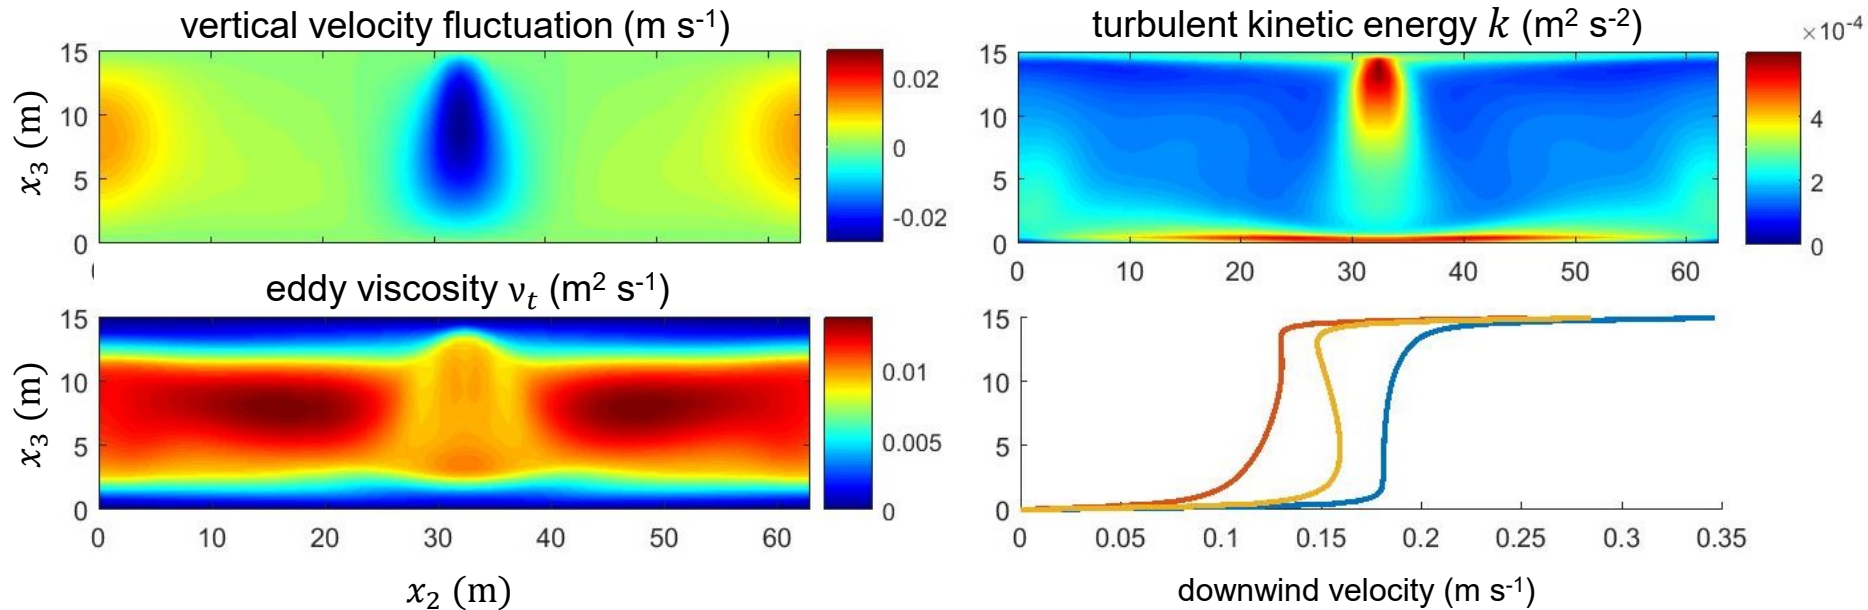 vertical velocity fluctuation (m s-1)
15
10
5
0
x3 (m)
10 
0.02
0
-0.02
turbulent kinetic energy k (m2 s-2)
×10-4
15
10
5
0
4
2
0
0 10 20 30 40 50 60
eddy viscosity νt (m2 s-1)
15
10
5
0
x3 (m)
0.01
0.005
0
0 10 20 30 40 50 60
x2 (m)
15
10
5
0
0 0.05 0.1 0.15 0.2 0.25 0.3 0.35
downwind velocity (m s-1)